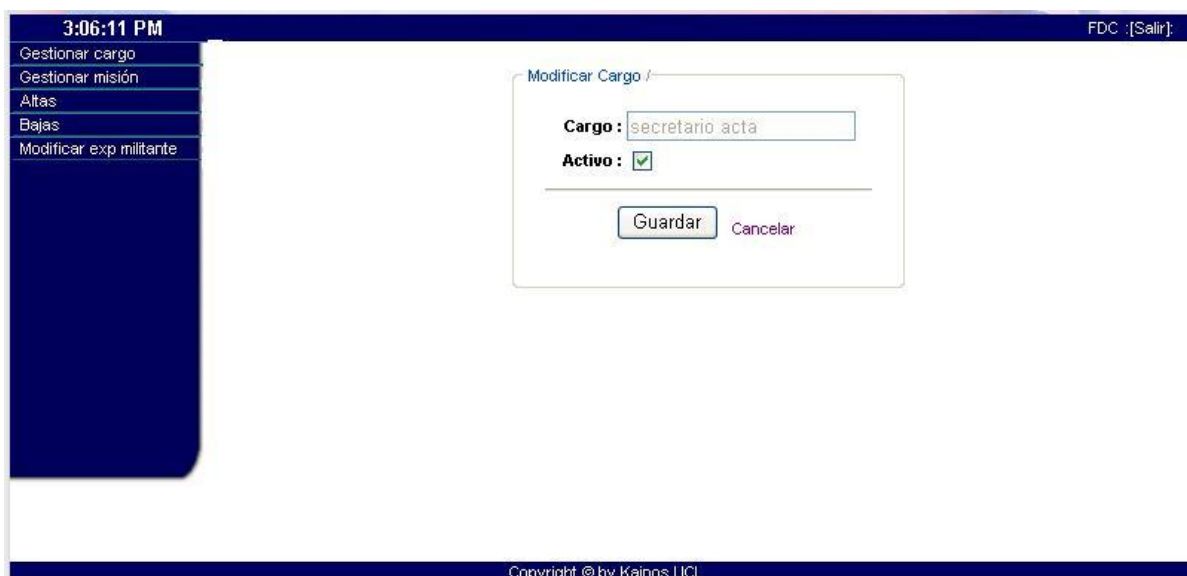 3:06:11 PM
FDC :[Salir]:
Gestionar cargo
Gestionar misión
Altas
Bajas
Modificar exp militante
Modificar Cargo /
Cargo : secretario acta
Activo :
Guardar Cancelar
Copyright © by Kainos UCI